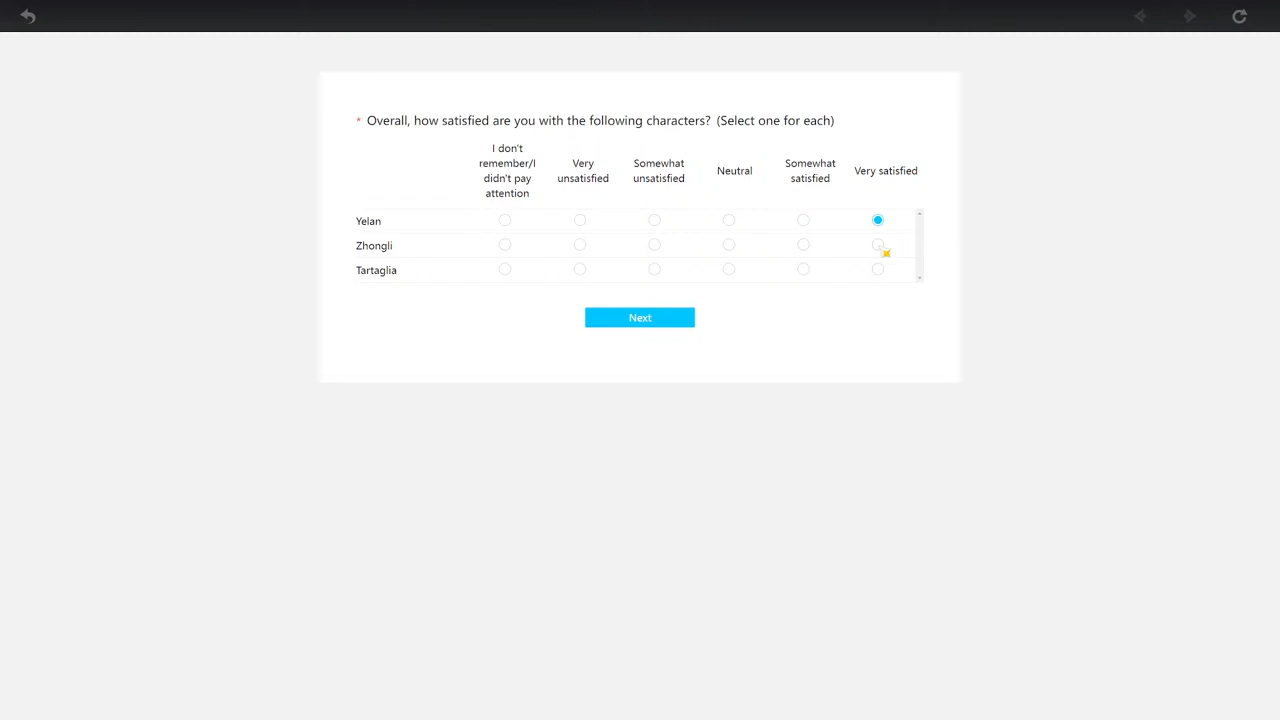 * Overall, how satisfied are you with the following characters? (Select one for each)
I don't
remember/I
didn't pay
attention
Very
unsatisfied
Somewhat
unsatisfied
Neutral
Somewhat
satisfied
Very satisfied
Yelan
Zhongli
Tartaglia
Next